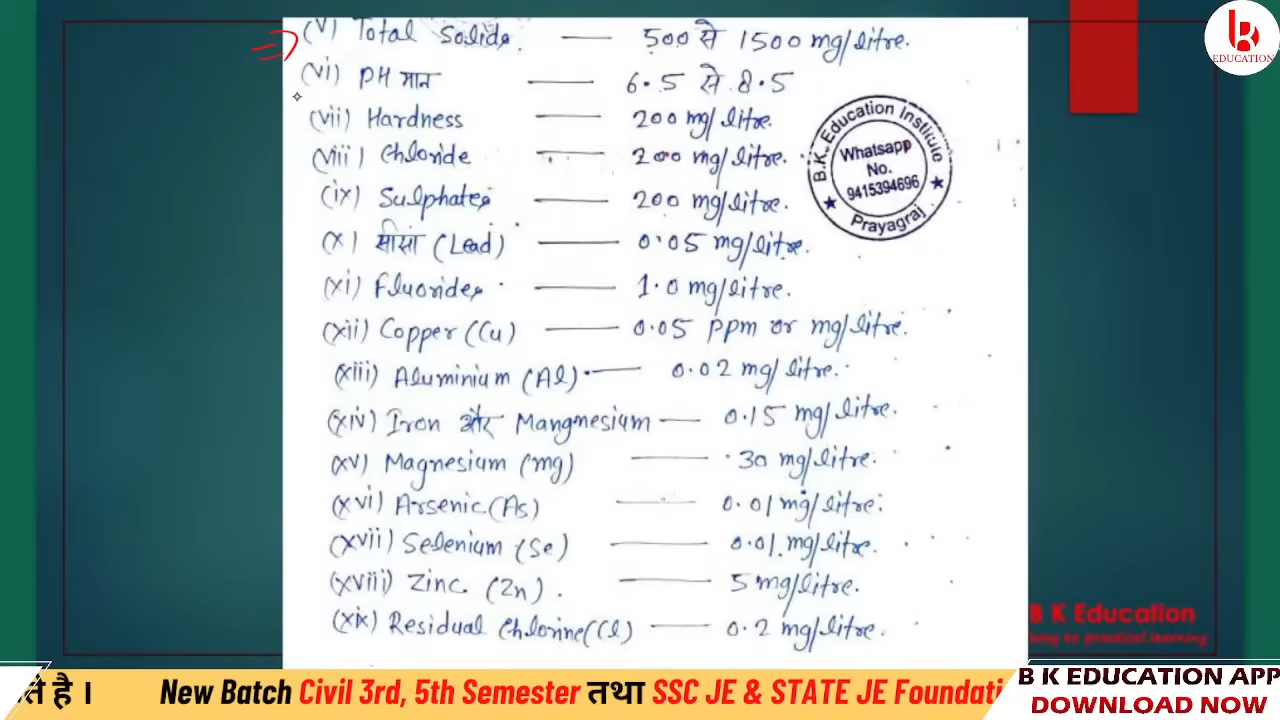 (v) Total Solids. — 500 से 1500 mg/litre.
(vi) PH मान — 6.5 से 8.5
(vii) Hardness — 200 mg/litre.
(viii) Chloride — 200 mg/litre.
(ix) Sulphates — 200 mg/litre.
(x) सीसा (Lead) — 0.05 mg/litre.
(xi) Fluorides — 1.0 mg/litre.
(xii) Copper (Cu) — 0.05 ppm or mg/litre.
(xiii) Aluminium (Al) — 0.02 mg/litre.
(xiv) Iron और Mangnesium — 0.15 mg/litre.
(xv) Magnesium (mg) — 30 mg/litre.
(xvi) Arsenic (As) — 0.01 mg/litre.
(xvii) Selenium (Se) — 0.01 mg/litre.
(xviii) Zinc (Zn). — 5 mg/litre.
(xix) Residual Chlorine (Cl) — 0.2 mg/litre.
B.K. Education Institute
Whatsapp
No.
9415394696
Prayagraj
EDUCATION
B K Education
to practical learning
है । New Batch Civil 3rd, 5th Semester तथा SSC JE & STATE JE Foundati
B K EDUCATION APP
DOWNLOAD NOW